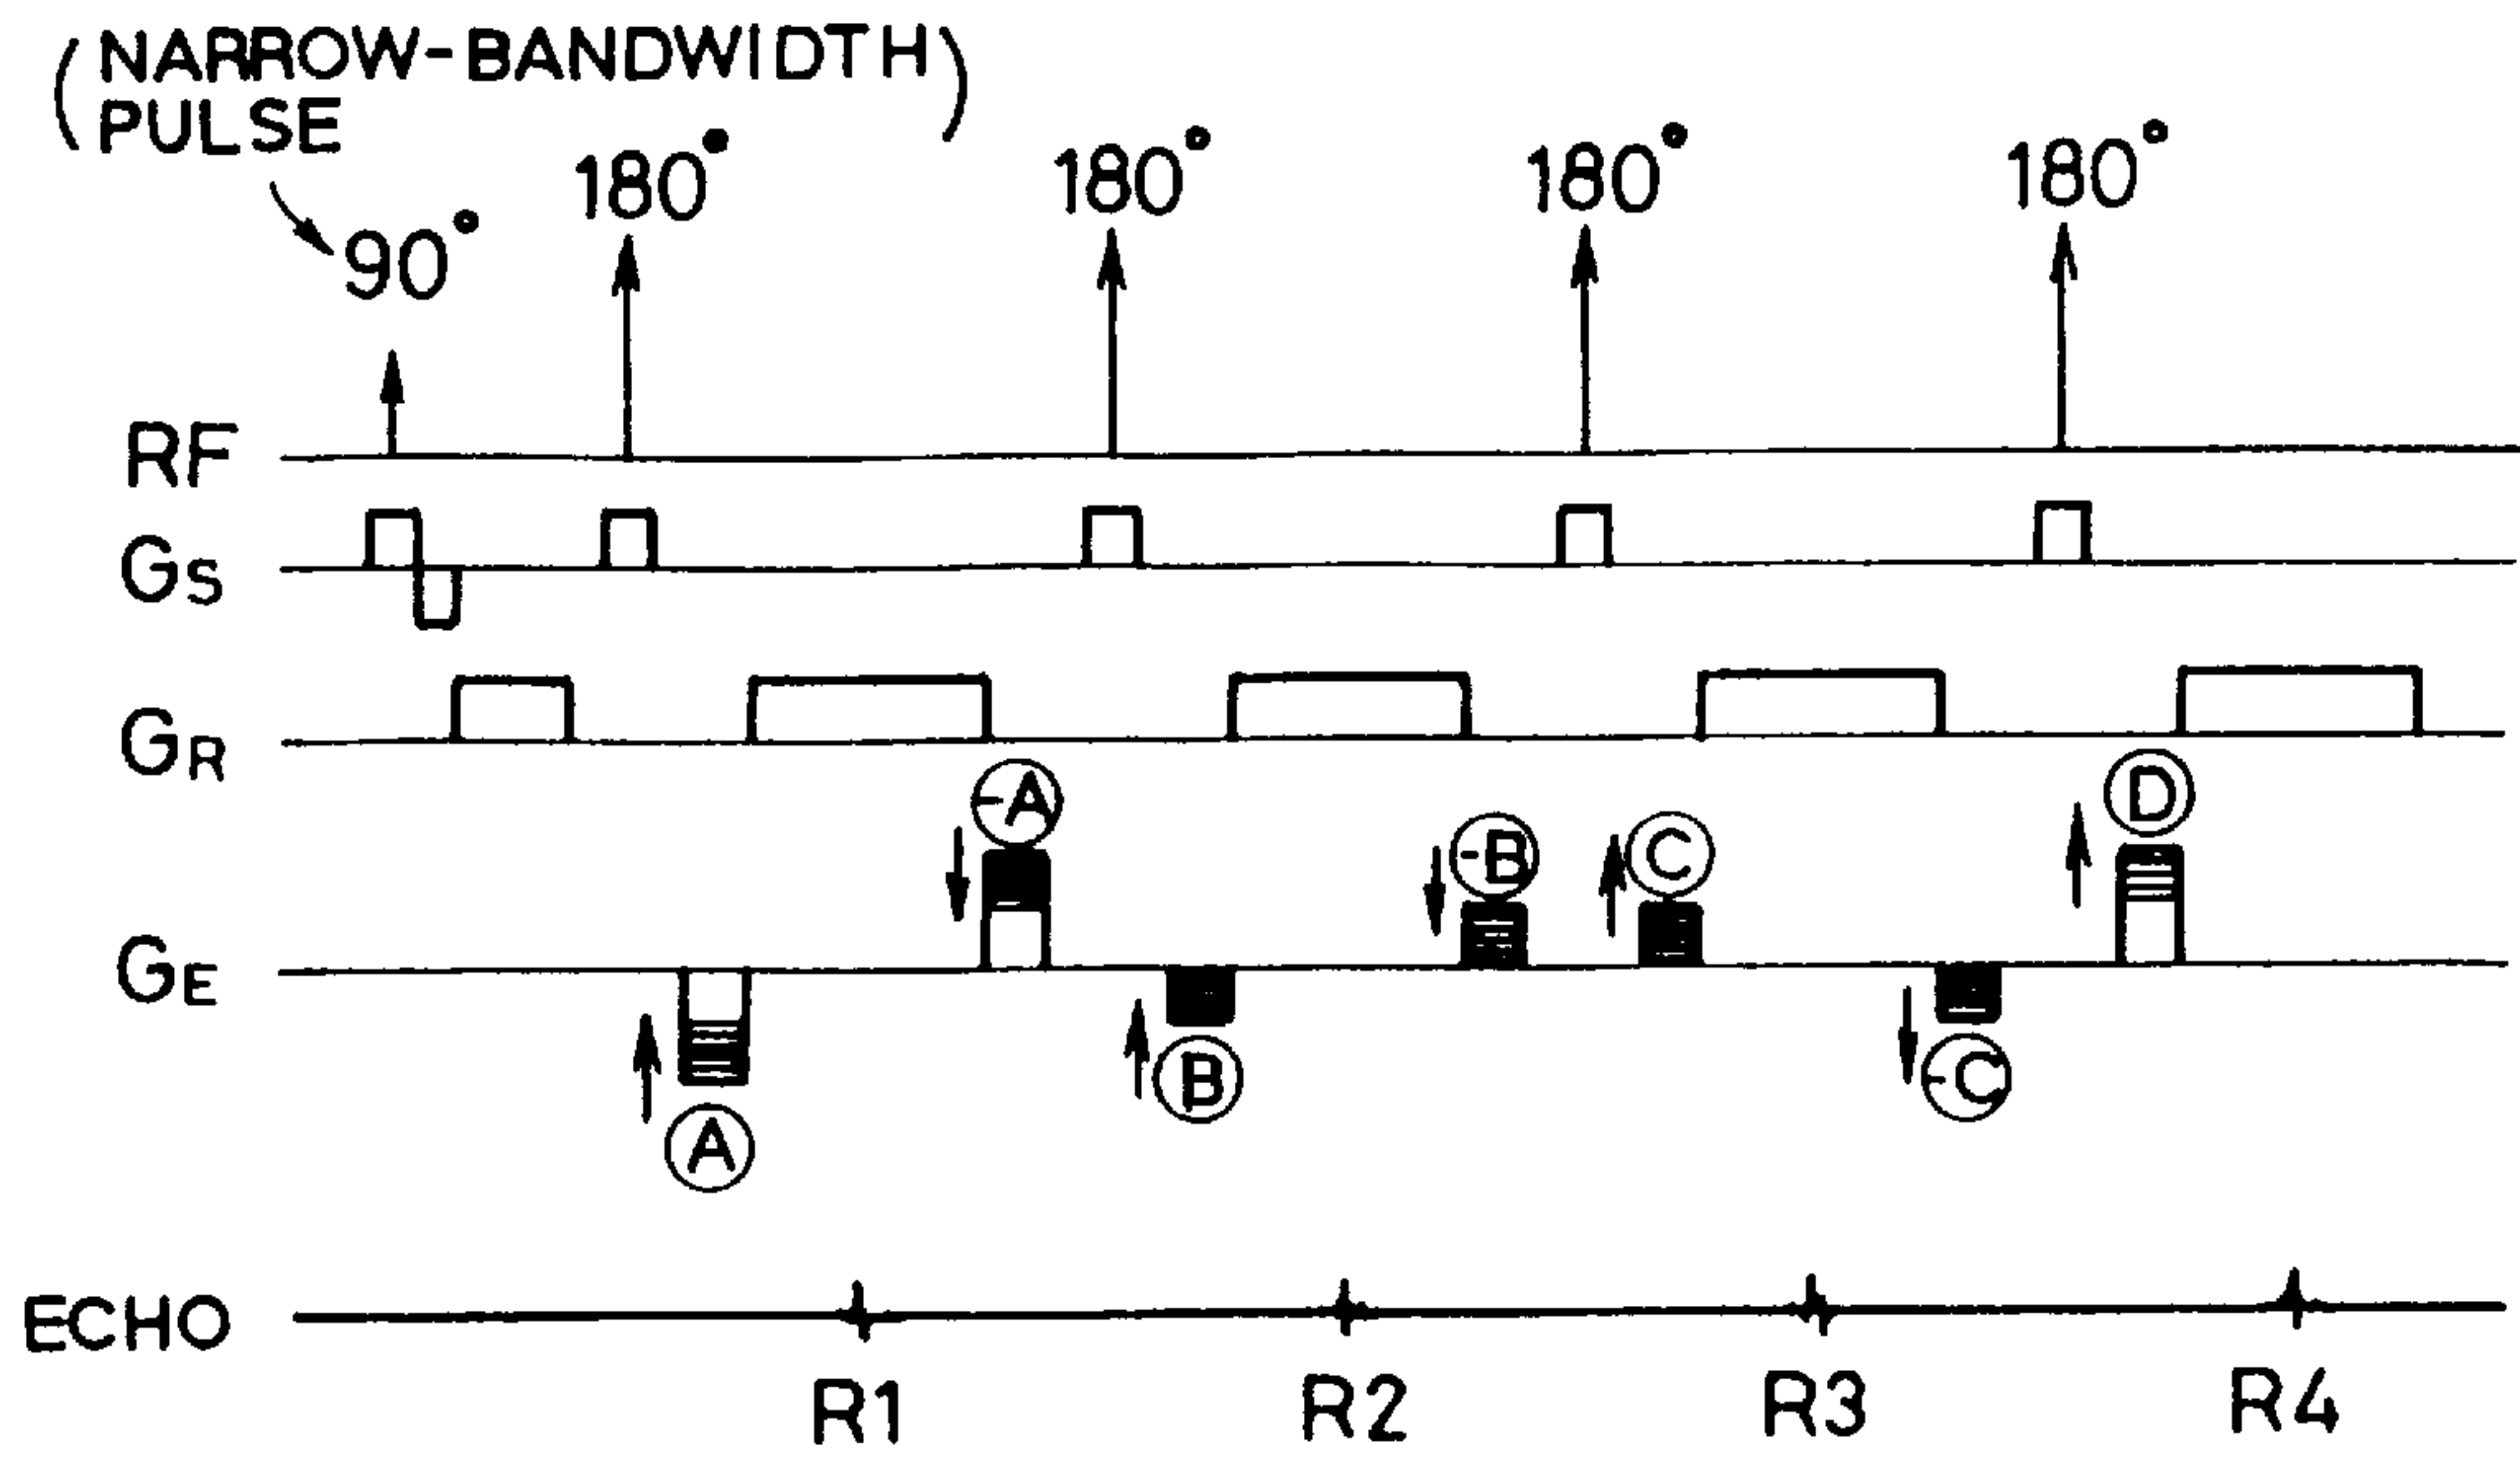 (NARROW-BANDWIDTH
PULSE)
90° 180° 180° 180° 180°
RF
GS
GR
-A -B C D
GE
A B -C
ECHO
R1 R2 R3 R4